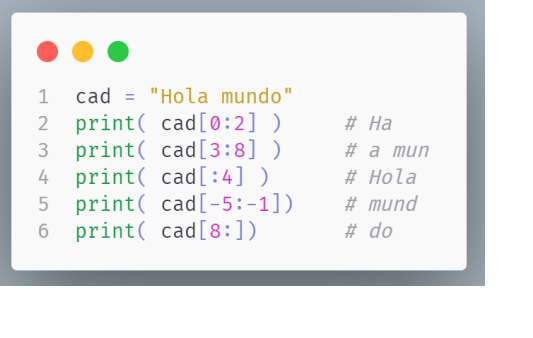 1 cad = "Hola mundo"
2 print( cad[0:2] ) # Ha
3 print( cad[3:8] ) # a mun
4 print( cad[:4] ) # Hola
5 print( cad[-5:-1]) # mund
6 print( cad[8:]) # do